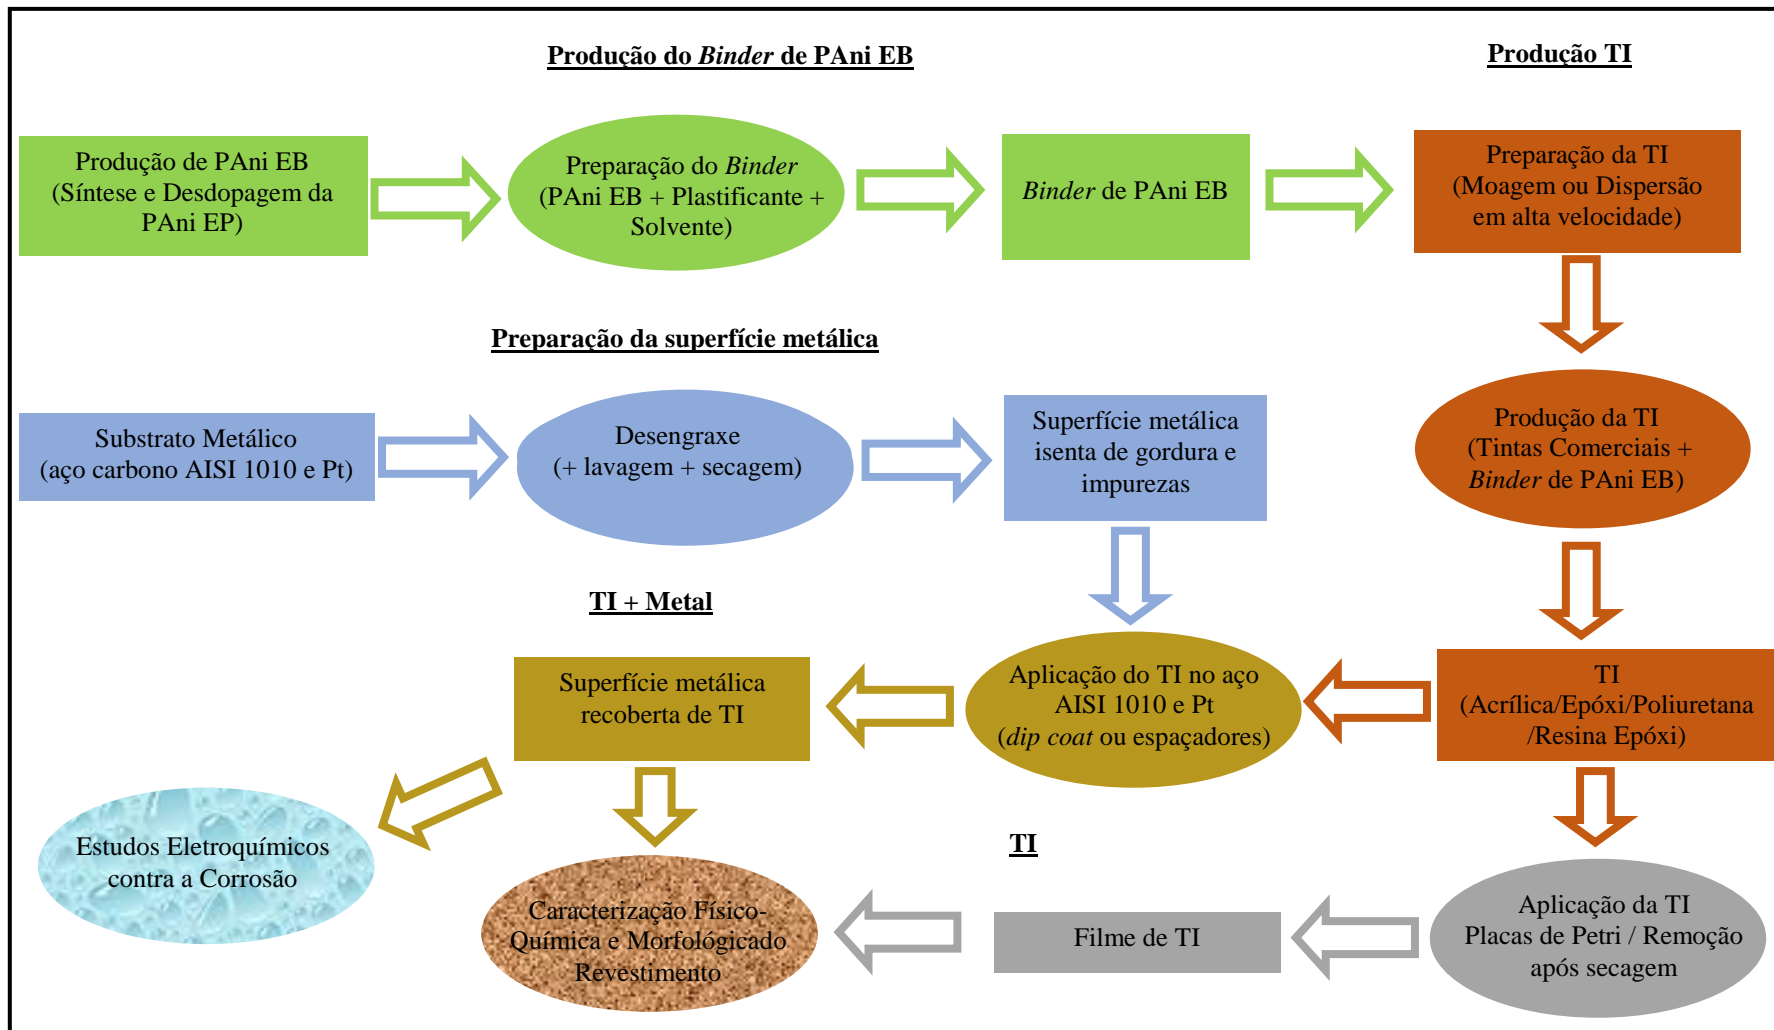 Produção do Binder de PAni EB
Produção TI
Produção de PAni EB
(Síntese e Desdopagem da
PAni EP)
Preparação do Binder
(PAni EB + Plastificante +
Solvente)
Binder de PAni EB
Preparação da TI
(Moagem ou Dispersão
em alta velocidade)
Preparação da superfície metálica
Substrato Metálico
(aço carbono AISI 1010 e Pt)
Desengraxe
(+ lavagem + secagem)
Superfície metálica
isenta de gordura e
impurezas
Produção da TI
(Tintas Comerciais +
Binder de PAni EB)
TI + Metal
Superfície metálica
recoberta de TI
Aplicação do TI no aço
AISI 1010 e Pt
(dip coat ou espaçadores)
TI
(Acrílica/Epóxi/Poliuretana
/Resina Epóxi)
Estudos Eletroquímicos
contra a Corrosão
Caracterização Físico-
Química e Morfológicado
Revestimento
TI
Filme de TI
Aplicação da TI
Placas de Petri / Remoção
após secagem